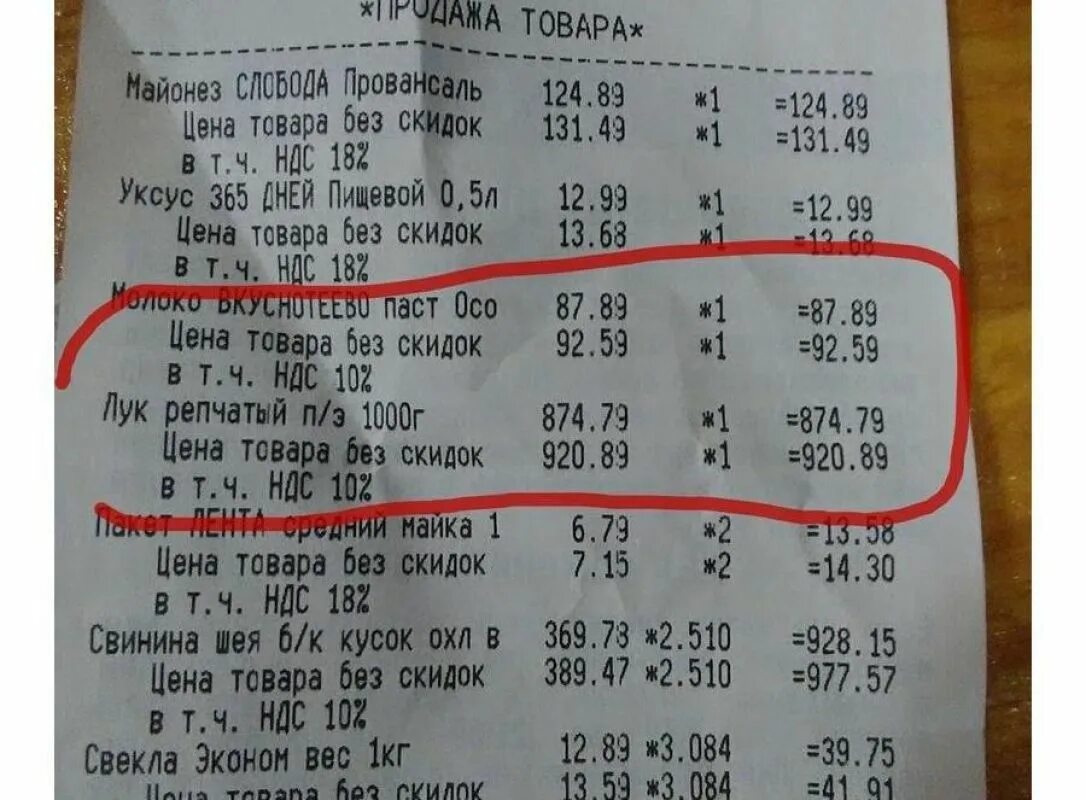 *ПРОДАЖА ТОВАРА*
Майонез СЛОБОДА Провансаль 124.89 *1 =124.89
Цена товара без скидок 131.49 *1 =131.49
в т.ч. НДС 18%
Уксус 365 ДНЕЙ Пищевой 0,5л 12.99 *1 =12.99
Цена товара без скидок 13.68 *1 =13.68
в т.ч. НДС 18%
Молоко ВКУСНОТЕЕВО паст Осо 87.89 *1 =87.89
Цена товара без скидок 92.59 *1 =92.59
в т.ч. НДС 10%
Лук репчатый п/э 1000г 874.79 *1 =874.79
Цена товара без скидок 920.89 *1 =920.89
в т.ч. НДС 10%
Пакет ЛЕНТА средний майка 1 6.79 *2 =13.58
Цена товара без скидок 7.15 *2 =14.30
в т.ч. НДС 18%
Свинина шея б/к кусок охл в 369.78 *2.510 =928.15
Цена товара без скидок 389.47 *2.510 =977.57
в т.ч. НДС 10%
Свекла Эконом вес 1кг 12.89 *3.084 =39.75
Цена товара без скидок 13.59 *3.084 =41.91